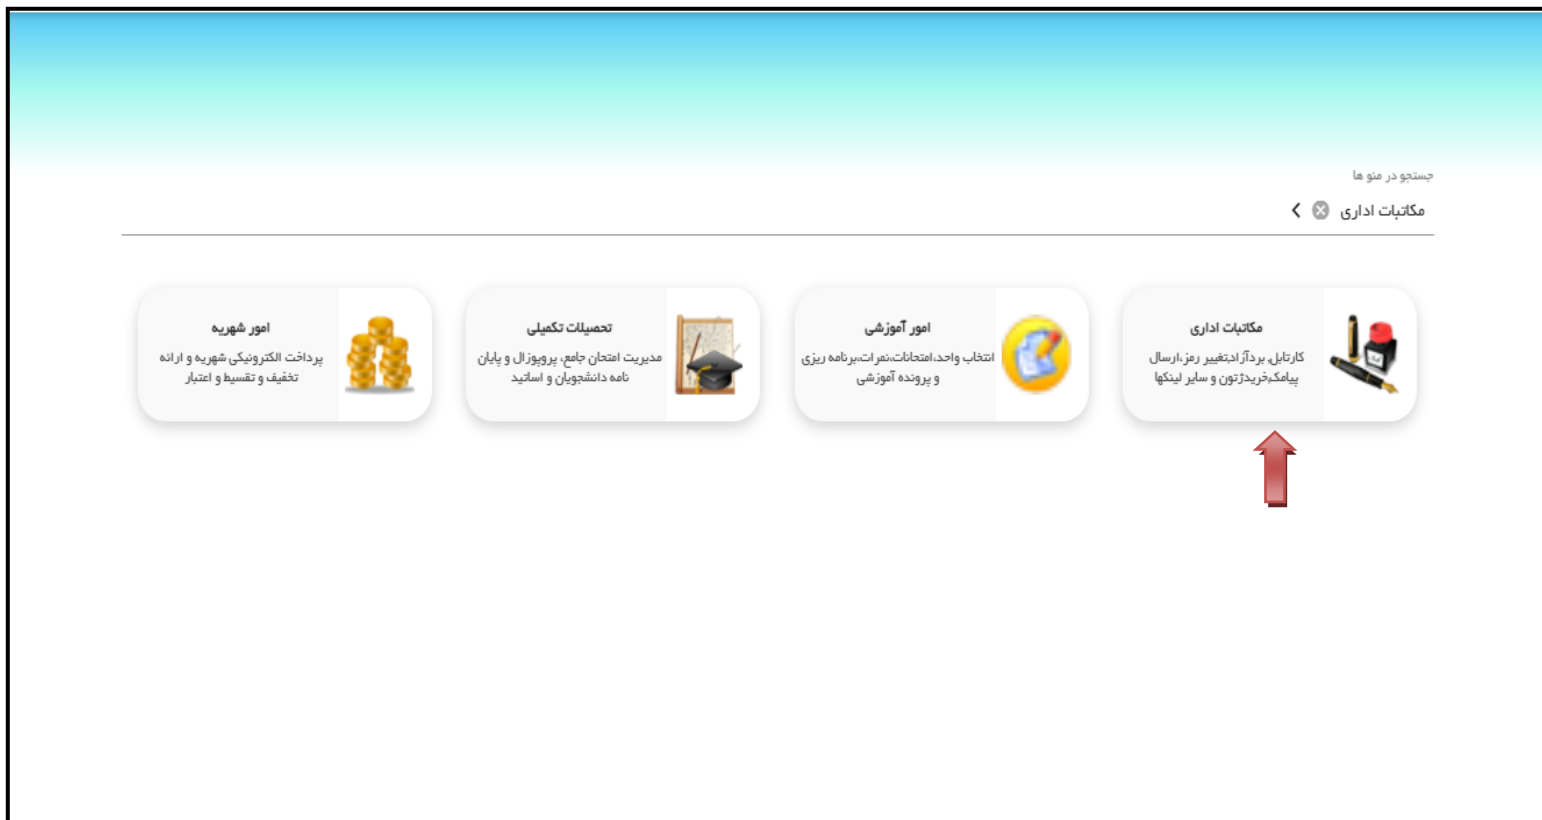 جستجو در منو ها
مکاتبات اداری
مکاتبات اداری
کارتابل، بردآزاد،تغییر رمز،ارسال
پیامک،خریدژتون و سایر لینکها
امور آموزشی
انتخاب واحد،امتحانات،نمرات،برنامه ریزی
و پرونده آموزشی
تحصیلات تکمیلی
مدیریت امتحان جامع، پروپوزال و پایان
نامه دانشجویان و اساتید
امور شهریه
پرداخت الکترونیکی شهریه و ارائه
تخفیف و تقسیط و اعتبار